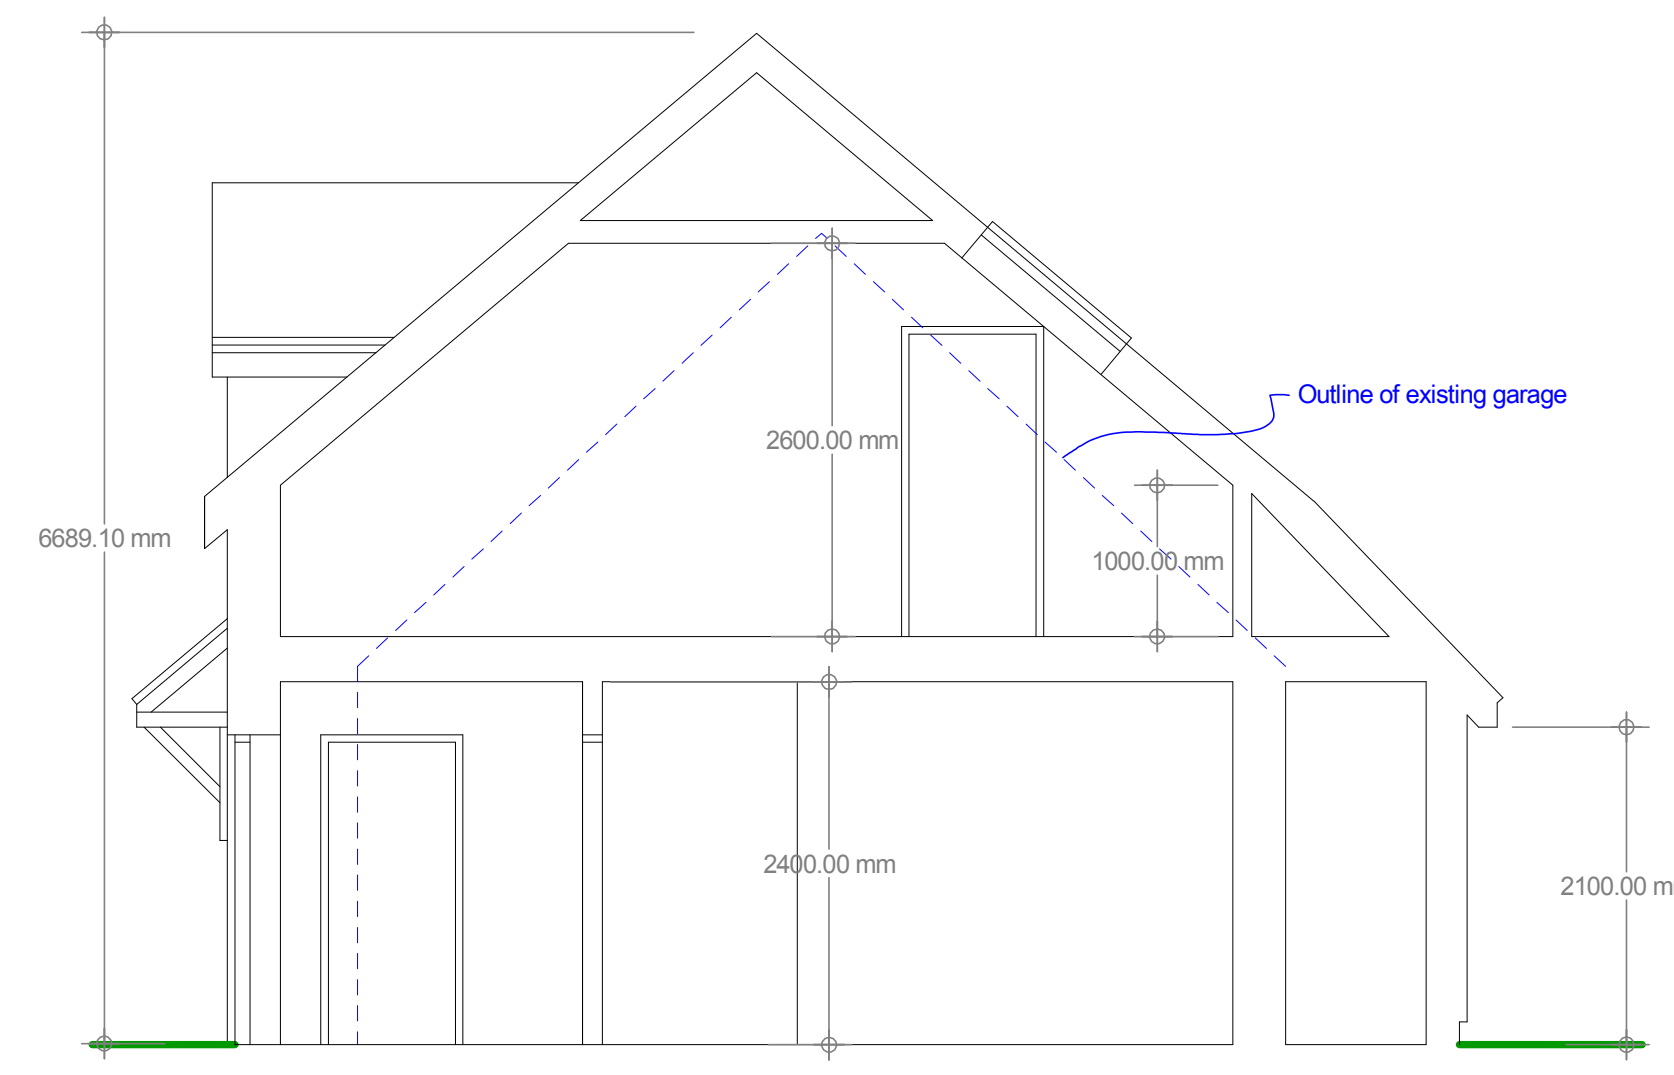 Outline of existing garage
2600.00 mm
6689.10 mm
1000.00 mm
2400.00 mm
2100.00 m